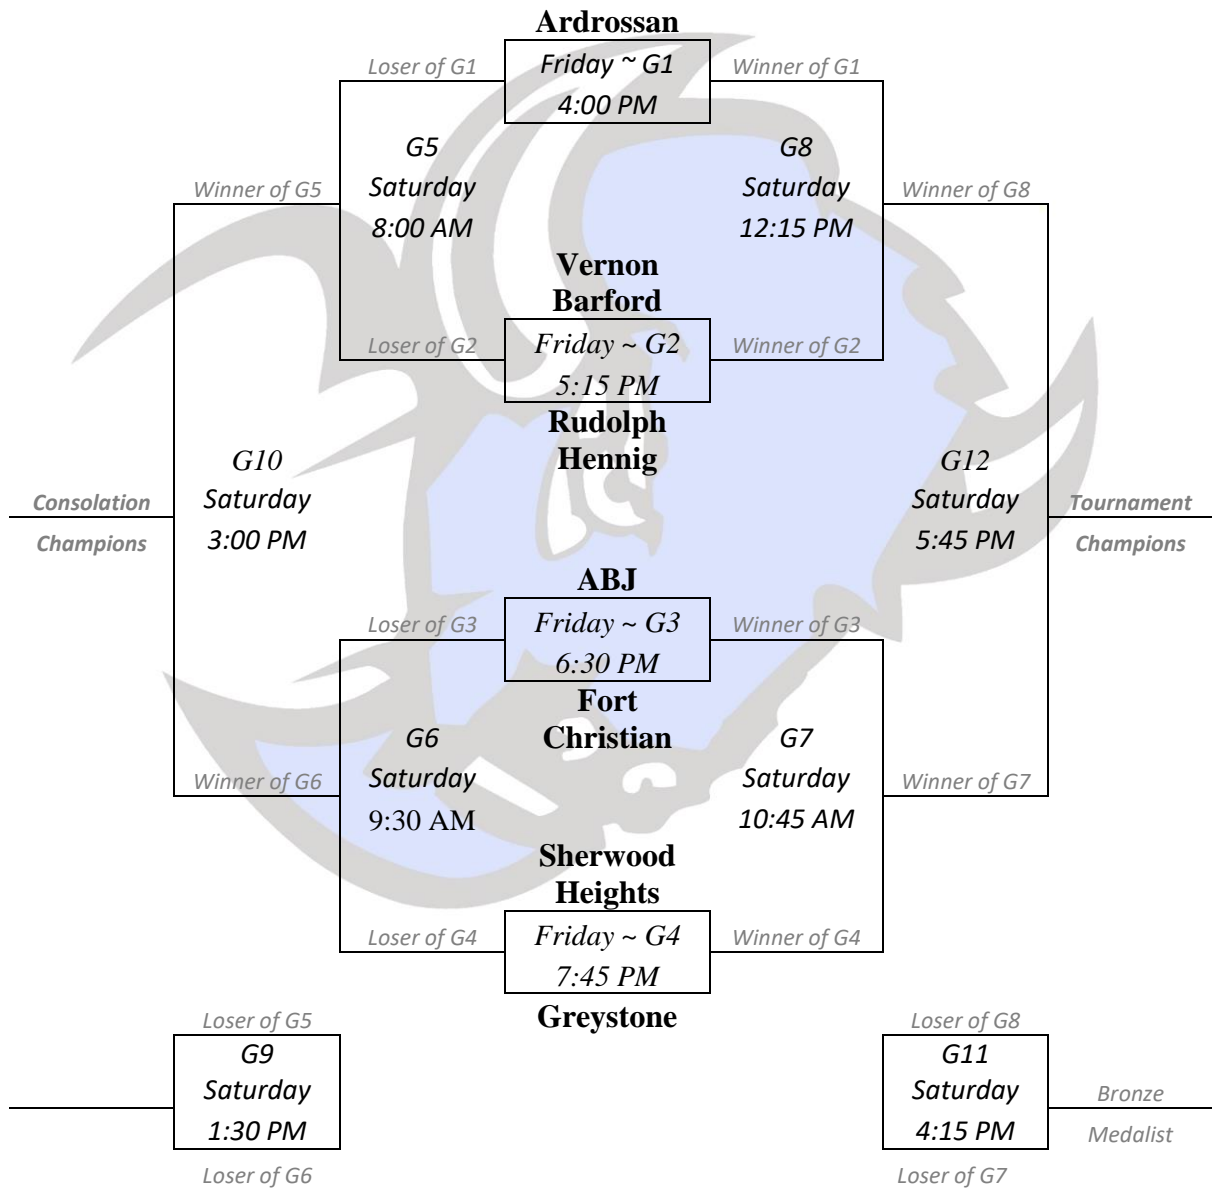 Ardrossan
Loser of G1
Friday ~ G1
Winner of G1
4:00 PM
G5
G8
Winner of G5
Saturday
Saturday
Winner of G8
8:00 AM
12:15 PM
Vernon
Barford
Loser of G2
Friday ~ G2
Winner of G2
5:15 PM
Rudolph
Hennig
G10
G12
Consolation
Saturday
Saturday
Tournament
Champions
3:00 PM
5:45 PM
Champions
ABJ
Loser of G3
Friday ~ G3
Winner of G3
6:30 PM
Fort
Christian
G6
G7
Winner of G6
Saturday
Saturday
Winner of G7
9:30 AM
10:45 AM
Sherwood
Heights
Loser of G4
Friday ~ G4
Winner of G4
7:45 PM
Greystone
Loser of G5
Loser of G8
G9
G11
Saturday
Saturday
Bronze
1:30 PM
4:15 PM
Medalist
Loser of G6
Loser of G7